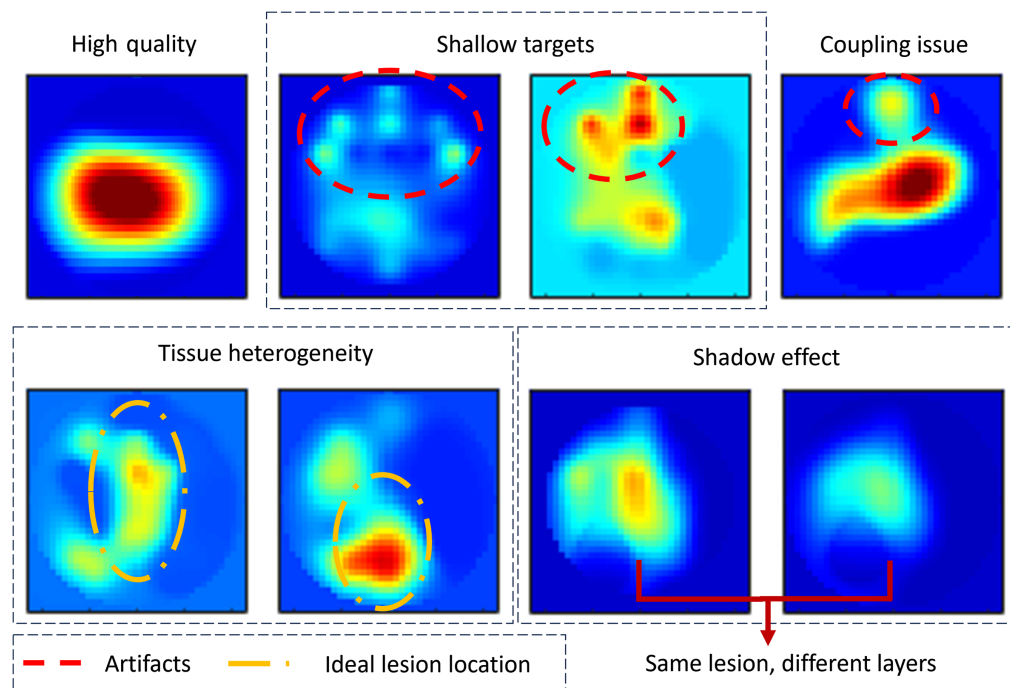 High quality
Shallow targets
Coupling issue
Tissue heterogeneity
Shadow effect
Artifacts
Ideal lesion location
Same lesion, different layers